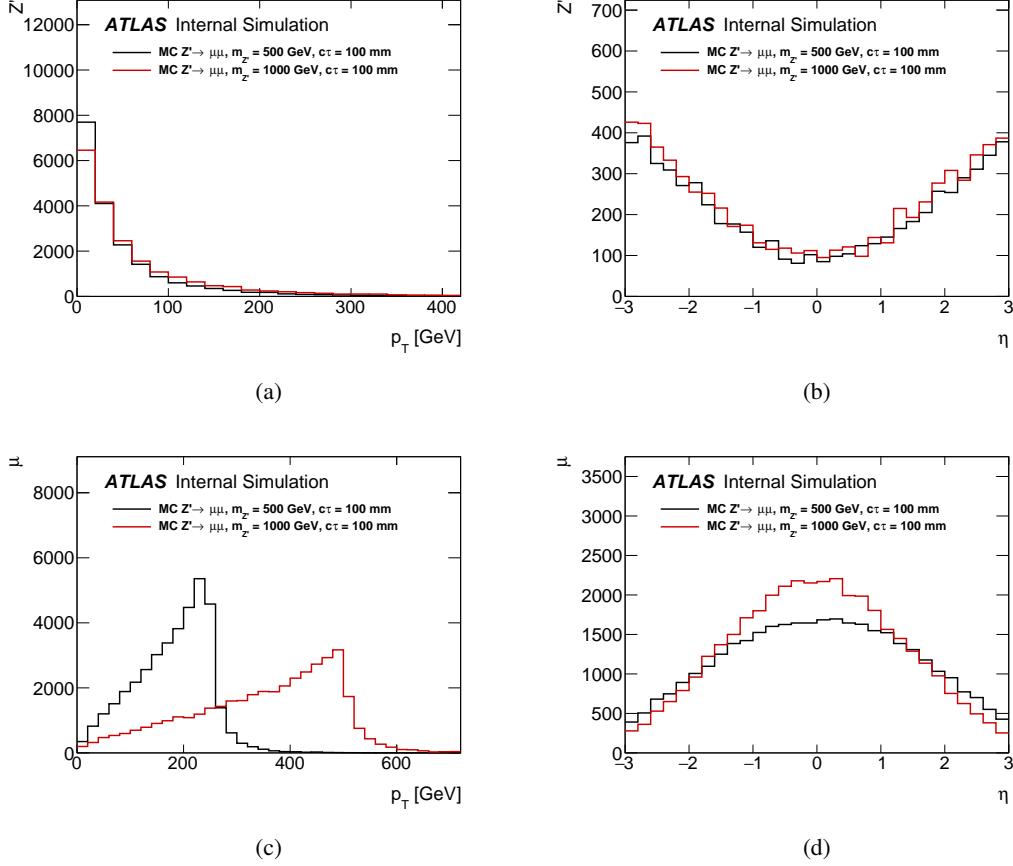 Z'
12000
10000
8000
6000
4000
2000
0
ATLAS Internal Simulation
MC Z'→ μμ, m_Z' = 500 GeV, cτ = 100 mm
MC Z'→ μμ, m_Z' = 1000 GeV, cτ = 100 mm
0 100 200 300 400
p_T [GeV]
(a)
Z'
700
600
500
400
300
200
100
0
ATLAS Internal Simulation
MC Z'→ μμ, m_Z' = 500 GeV, cτ = 100 mm
MC Z'→ μμ, m_Z' = 1000 GeV, cτ = 100 mm
−3 −2 −1 0 1 2 3
η
(b)
μ
8000
6000
4000
2000
0
ATLAS Internal Simulation
MC Z'→ μμ, m_Z' = 500 GeV, cτ = 100 mm
MC Z'→ μμ, m_Z' = 1000 GeV, cτ = 100 mm
0 200 400 600
p_T [GeV]
(c)
μ
3500
3000
2500
2000
1500
1000
500
0
ATLAS Internal Simulation
MC Z'→ μμ, m_Z' = 500 GeV, cτ = 100 mm
MC Z'→ μμ, m_Z' = 1000 GeV, cτ = 100 mm
−3 −2 −1 0 1 2 3
η
(d)